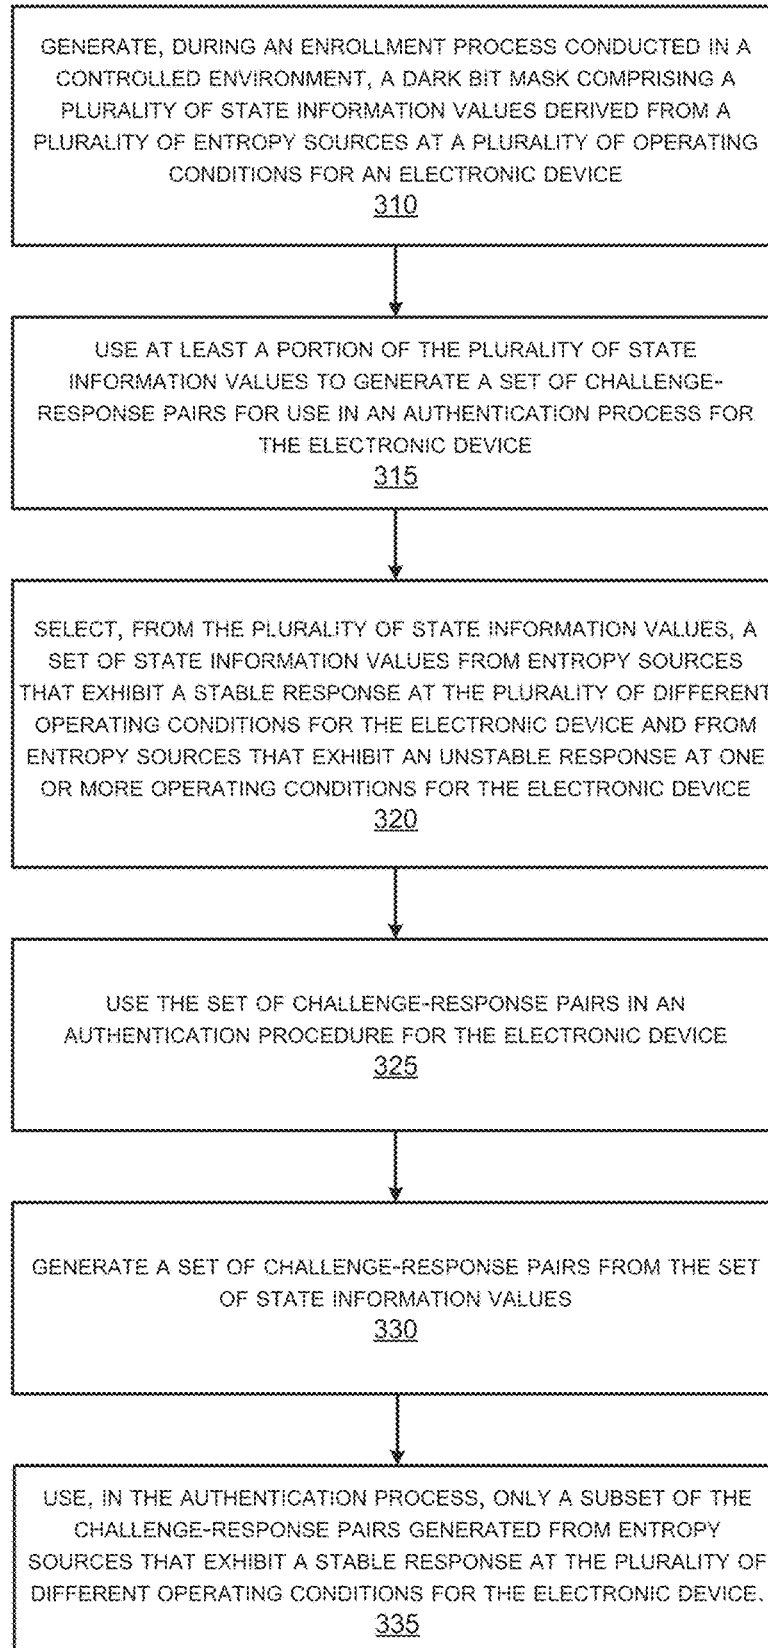 GENERATE, DURING AN ENROLLMENT PROCESS CONDUCTED IN A
CONTROLLED ENVIRONMENT, A DARK BIT MASK COMPRISING A
PLURALITY OF STATE INFORMATION VALUES DERIVED FROM A
PLURALITY OF ENTROPY SOURCES AT A PLURALITY OF OPERATING
CONDITIONS FOR AN ELECTRONIC DEVICE
310
USE AT LEAST A PORTION OF THE PLURALITY OF STATE
INFORMATION VALUES TO GENERATE A SET OF CHALLENGE-
RESPONSE PAIRS FOR USE IN AN AUTHENTICATION PROCESS FOR
THE ELECTRONIC DEVICE
315
SELECT, FROM THE PLURALITY OF STATE INFORMATION VALUES, A
SET OF STATE INFORMATION VALUES FROM ENTROPY SOURCES
THAT EXHIBIT A STABLE RESPONSE AT THE PLURALITY OF DIFFERENT
OPERATING CONDITIONS FOR THE ELECTRONIC DEVICE AND FROM
ENTROPY SOURCES THAT EXHIBIT AN UNSTABLE RESPONSE AT ONE
OR MORE OPERATING CONDITIONS FOR THE ELECTRONIC DEVICE
320
USE THE SET OF CHALLENGE-RESPONSE PAIRS IN AN
AUTHENTICATION PROCEDURE FOR THE ELECTRONIC DEVICE
325
GENERATE A SET OF CHALLENGE-RESPONSE PAIRS FROM THE SET
OF STATE INFORMATION VALUES
330
USE, IN THE AUTHENTICATION PROCESS, ONLY A SUBSET OF THE
CHALLENGE-RESPONSE PAIRS GENERATED FROM ENTROPY
SOURCES THAT EXHIBIT A STABLE RESPONSE AT THE PLURALITY OF
DIFFERENT OPERATING CONDITIONS FOR THE ELECTRONIC DEVICE.
335